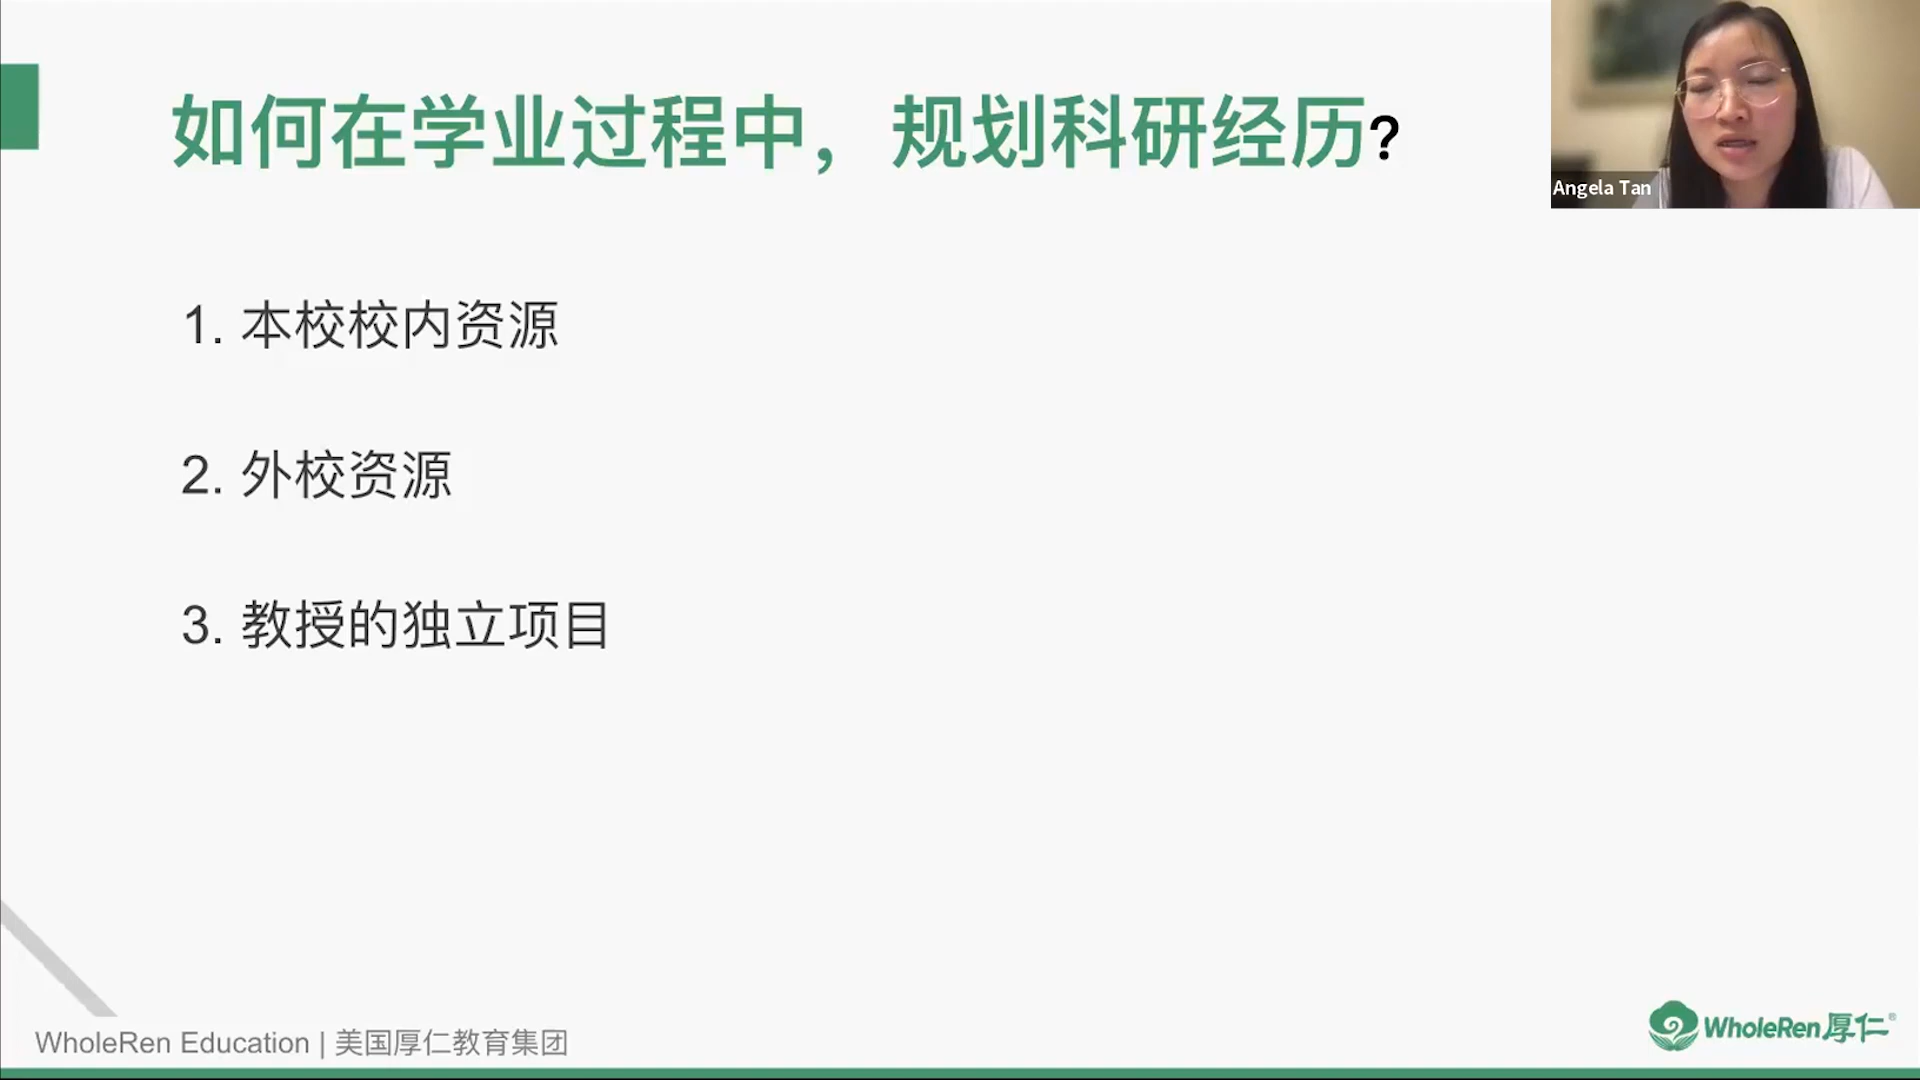 如何在学业过程中，规划科研经历?
Angela Tan
1. 本校校内资源
2. 外校资源
3. 教授的独立项目
WholeRen Education | 美国厚仁教育集团
WholeRen厚仁®